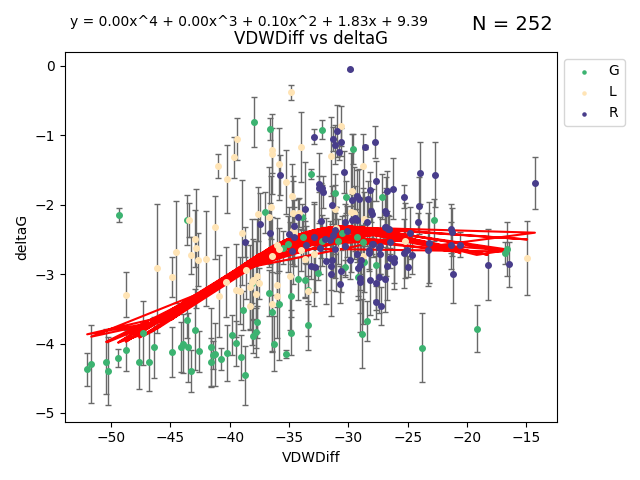 y = 0.00x^4 + 0.00x^3 + 0.10x^2 + 1.83x + 9.39
N = 252
VDWDiff vs deltaG
G
L
R
0
−1
−2
−3
−4
−5
deltaG
−50 −45 −40 −35 −30 −25 −20 −15
VDWDiff